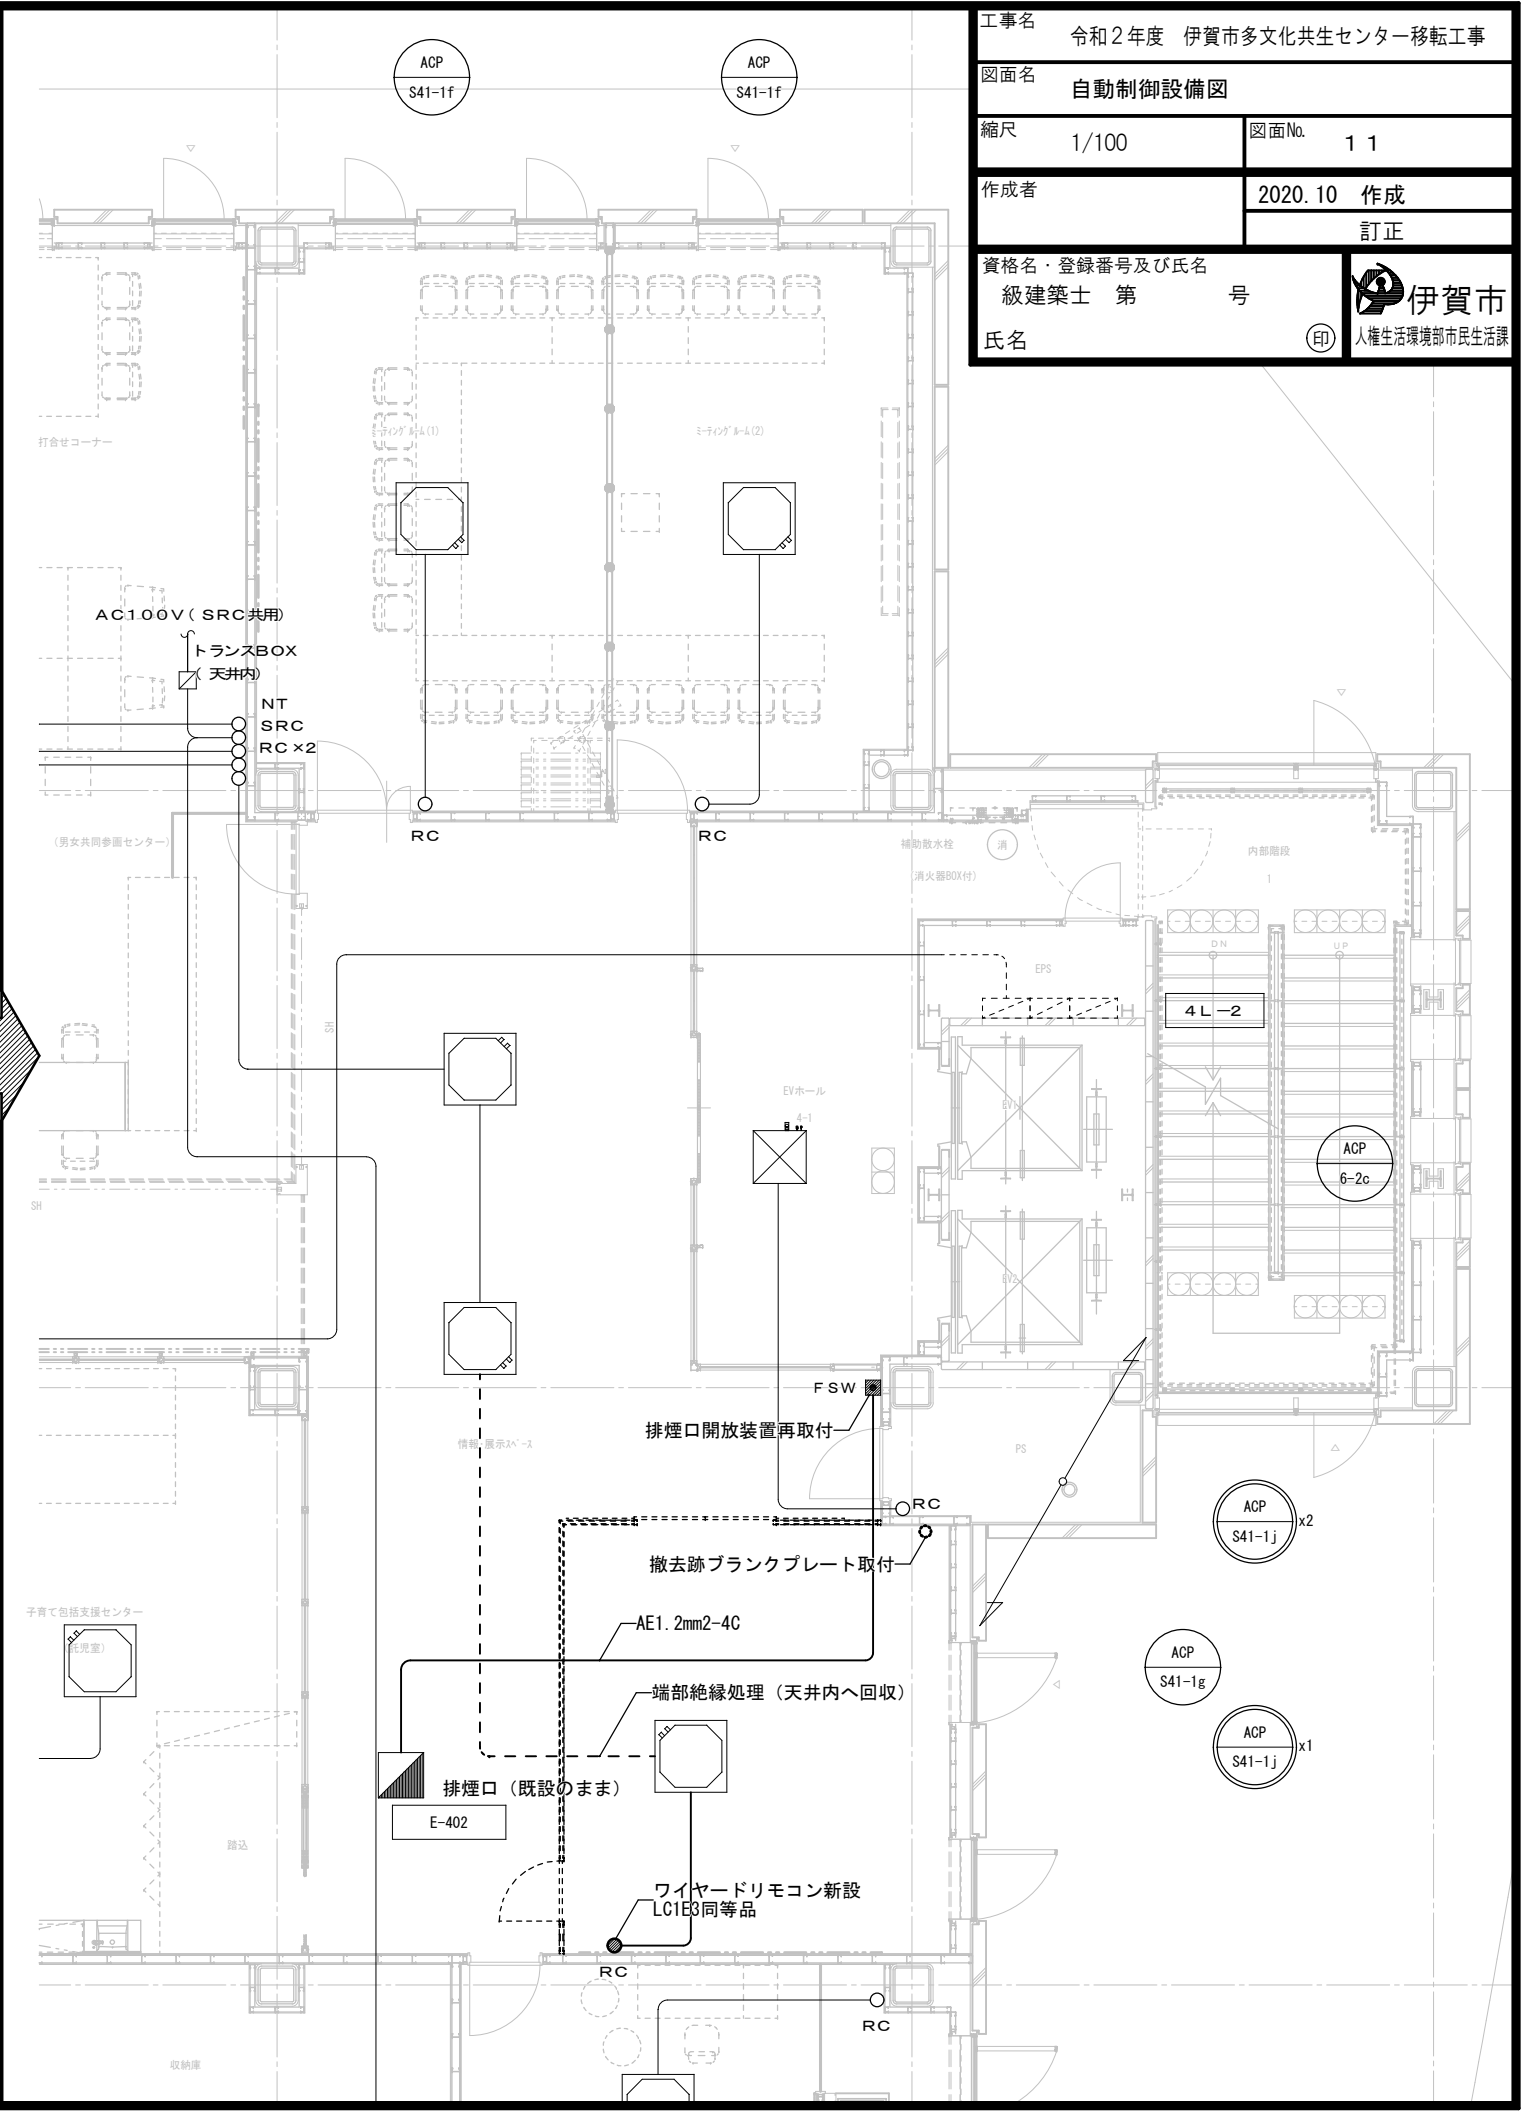 工事名
令和2年度 伊賀市多文化共生センター移転工事
図面名
自動制御設備図
縮尺
1/100
図面No.
11
作成者
2020.10 作成
訂正
資格名・登録番号及び氏名
級建築士 第 号
氏名
印
伊賀市
人権生活環境部市民生活課
ACP
S41-1f
ACP
S41-1f
打合せコーナー
ミーティングルーム(1)
ミーティングルーム(2)
AC100V(SRC共用)
トランスBOX
(天井内)
NT
SRC
RC×2
RC
RC
(男女共同参画センター)
補助散水栓
消
(消火器BOX付)
内部階段
1
DN
UP
EPS
4L-2
SH
EVホール
4-1
EV1
ACP
6-2c
SH
EV2
FSW
排煙口開放装置再取付
情報・展示スペース
PS
RC
ACP
S41-1j
x2
撤去跡ブランクプレート取付
子育て包括支援センター
(託児室)
AE1.2mm2-4C
ACP
S41-1g
端部絶縁処理(天井内へ回収)
ACP
S41-1j
x1
排煙口(既設のまま)
E-402
踏込
ワイヤードリモコン新設
LC1E3同等品
RC
RC
収納庫